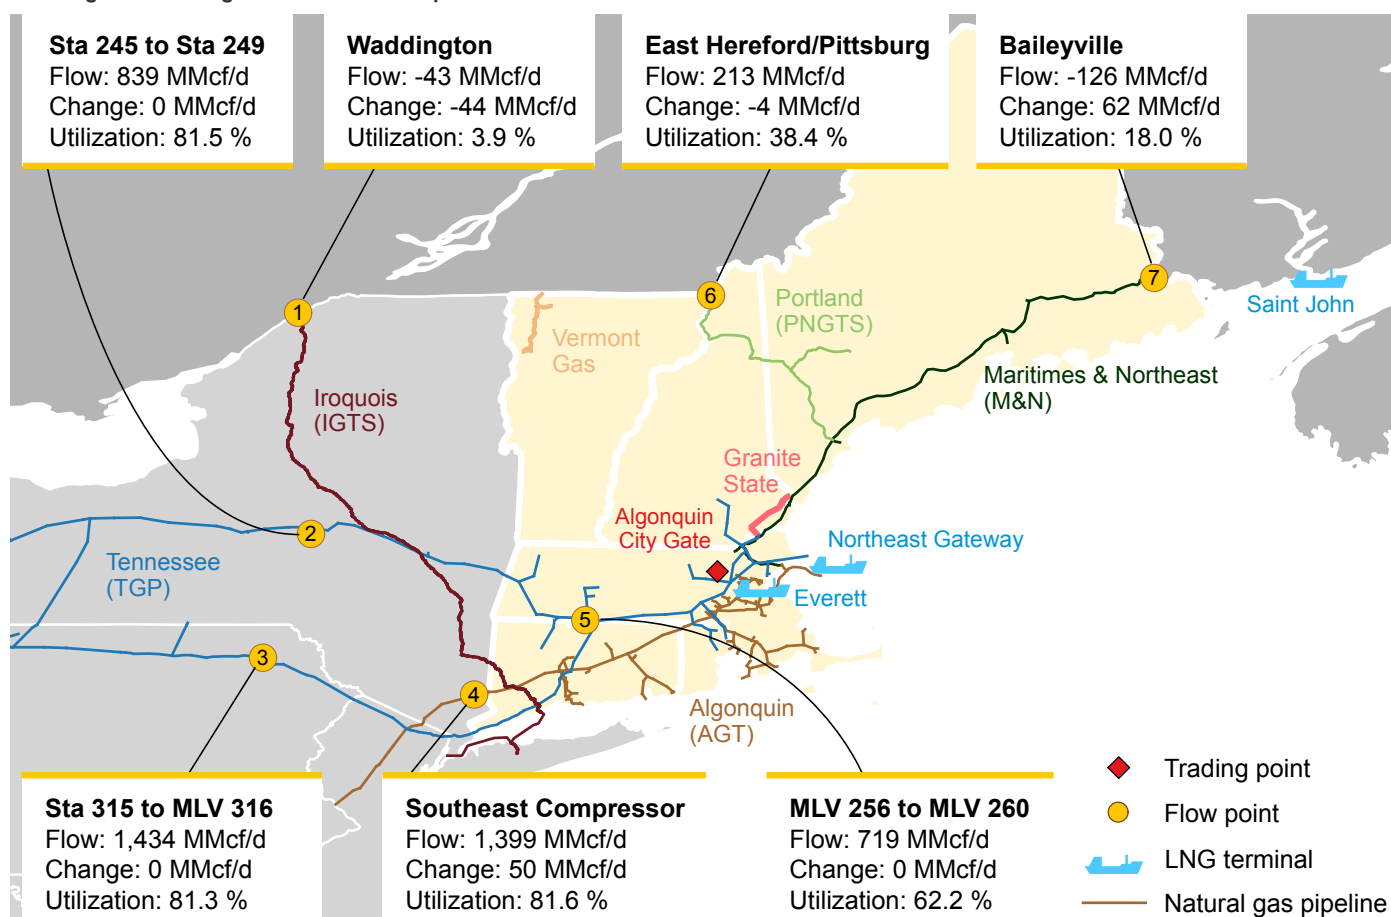 Sta 245 to Sta 249
Flow: 839 MMcf/d
Change: 0 MMcf/d
Utilization: 81.5 %
Waddington
Flow: -43 MMcf/d
Change: -44 MMcf/d
Utilization: 3.9 %
East Hereford/Pittsburg
Flow: 213 MMcf/d
Change: -4 MMcf/d
Utilization: 38.4 %
Baileyville
Flow: -126 MMcf/d
Change: 62 MMcf/d
Utilization: 18.0 %
1
6
7
Saint John
Portland
(PNGTS)
Vermont
Gas
Maritimes & Northeast
(M&N)
Iroquois
(IGTS)
Granite
State
Algonquin
City Gate
2
Northeast Gateway
Tennessee
(TGP)
Everett
5
3
4
Algonquin
(AGT)
Sta 315 to MLV 316
Flow: 1,434 MMcf/d
Change: 0 MMcf/d
Utilization: 81.3 %
Southeast Compressor
Flow: 1,399 MMcf/d
Change: 50 MMcf/d
Utilization: 81.6 %
MLV 256 to MLV 260
Flow: 719 MMcf/d
Change: 0 MMcf/d
Utilization: 62.2 %
Trading point
Flow point
LNG terminal
Natural gas pipeline